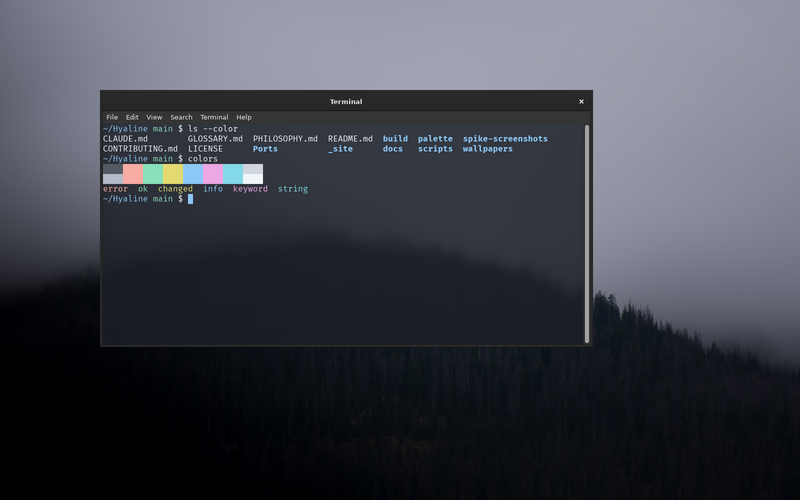 Terminal
File Edit View Search Terminal Help
~/Hyaline main $ ls --color
CLAUDE.md GLOSSARY.md PHILOSOPHY.md README.md build palette spike-screenshots
CONTRIBUTING.md LICENSE Ports _site docs scripts wallpapers
~/Hyaline main $ colors
error ok changed info keyword string
~/Hyaline main $